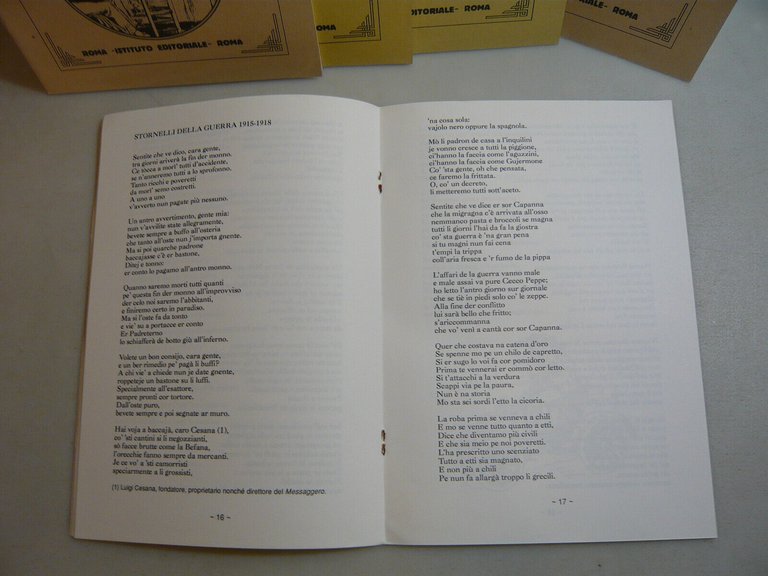 ROMA - ISTITUTO EDITORIALE - ROMA
EDITORIALE - ROMA
ORIALE - ROMA
STORNELLI DELLA GUERRA 1915-1918
Sentite che ve dico, cara gente,
tra giorni ariverà la fin der monno.
Ce tocca a morì' tutti d'accidente,
se n'anneremo tutti a lo sprofonno.
Tanto ricchi e poveretti
da morì' semo costretti.
A uno a uno
v'avverto nun pagate più nessuno.
Un antro avvertimento, gente mia:
nun v'avvilite state allegramente,
bevete sempre a buffo all'osteria
che tanto all'oste nun j'importa gnente.
Ma si poi quarche padrone
baccajasse c'è er bastone,
Ditej e tonno:
er conto lo pagamo all'antro monno.
Quanno saremo morti tutti quanti
pe' questa fin der monno all'improvviso
der celo noi saremo l'abbitanti,
e finiremo certo in paradiso.
Ma si l'oste fa da tonto
e vie' su a portacce er conto
Er Padreterno
lo schiafferà de botto giù all'inferno.
Volete un bon consijo, cara gente,
e un ber rimedio pe' pagà li buffi?
A chi vie' a chiede nun je date gnente,
roppeteje un bastone su li luffi.
Specialmente all'esattore,
sempre pronti cor tortore.
Dall'oste puro,
bevete sempre e poi segnate ar muro.
Hai voja a baccajà, caro Cesana (1),
co' 'sti cantini si li negozzianti,
sò facce brutte come la Befana,
l'orecchie fanno sempre da mercanti.
Je ce vo' a 'sti camorristi
speciarmente a li grossisti,
(1) Luigi Cesana, fondatore, proprietario nonché direttore del Messaggero.
~ 16 ~
'na cosa sola:
vajolo nero oppure la spagnola.
Mò li padron de casa a l'inquilini
je vonno cresce a tutti la piggione,
ci'hanno la faccia come l'aguzzini,
ci'hanno la faccia come Gujermone
Co' 'sta gente, oh che pensata,
ce faremo la frittata.
O, co' un decreto,
li metteremo tutti sott'aceto.
Sentite che ve dice er sor Capanna
che la migragna c'è arrivata all'osso
nemmanco pasta e broccoli se magna
tutti li giorni l'hai da fa la giostra
co' sta guerra è 'na gran pena
si tu magni nun fai cena
t'empi la trippa
coll'aria fresca e 'r fumo de la pippa
L'affari de la guerra vanno male
e male assai va pure Cecco Peppe;
ho letto l'antro giorno sur giornale
che se tiè in piedi solo co' le zeppe.
Alla fine der conflitto
lui sarà bello che fritto;
s'ariccommanna
che vo' venì a cantà cor sor Capanna.
Quer che costava na catena d'oro
Se spenne mo pe un chilo de capretto,
Si er sugo lo voi fa cor pomidoro
Prima te vennerai er commò cor letto.
Si t'attacchi a la verdura
Scappi via pe la paura,
Nun è na storia
Mo sta sei sordi l'etto la cicoria.
La roba prima se venneva a chili
E mo se venne tutto quanto a etti,
Dice che diventamo più civili
E che sia mejo pe noi poveretti.
L'ha prescritto uno scenziato
Tutto a etti sia magnato,
E non più a chili
Pe nun fa allargà troppo li grecili.
~ 17 ~